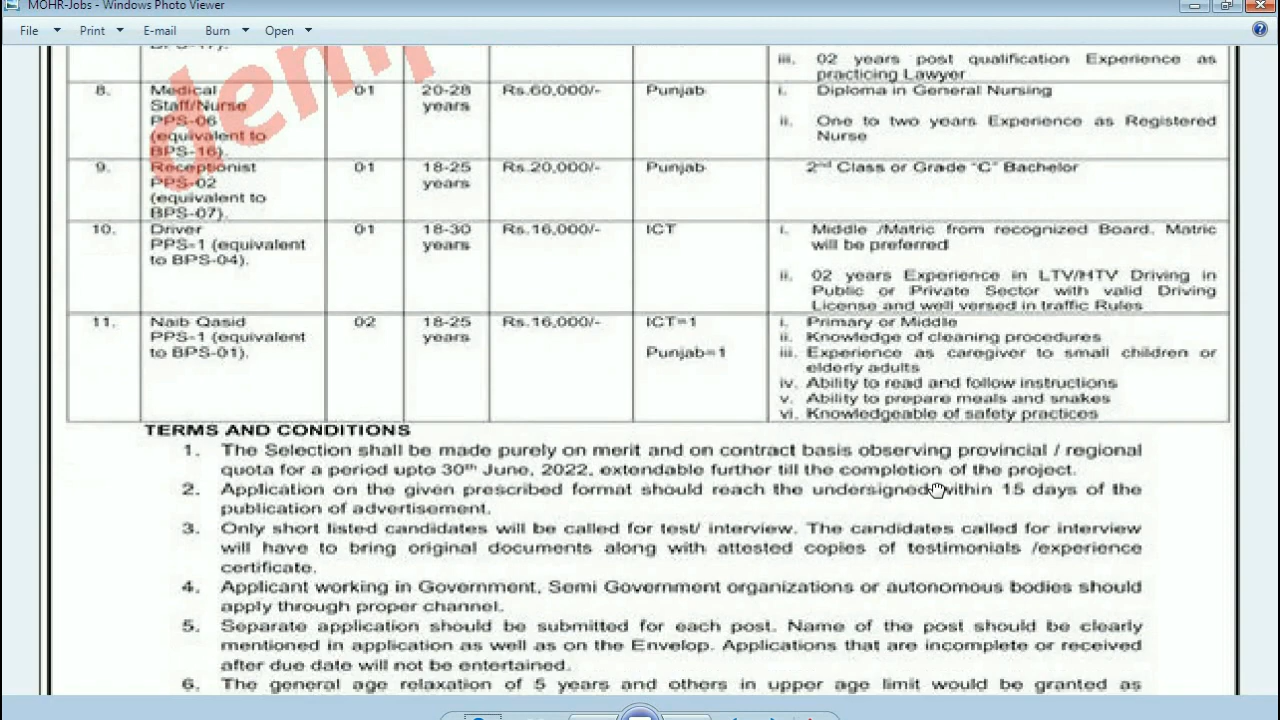 MOHR-Jobs - Windows Photo Viewer
File Print E-mail Burn Open
iii. 02 years post qualification Experience as
practicing Lawyer
8. Medical 01 20-28 Rs.60,000/- Punjab i. Diploma in General Nursing
Staff/Nurse years
PPS-06 ii. One to two years Experience as Registered
(equivalent to Nurse
BPS-16).
9. Receptionist 01 18-25 Rs.20,000/- Punjab 2nd Class or Grade "C" Bachelor
PPS-02 years
(equivalent to
BPS-07).
10. Driver 01 18-30 Rs.16,000/- ICT i. Middle /Matric from recognized Board. Matric
PPS-1 (equivalent years will be preferred
to BPS-04).
ii. 02 years Experience in LTV/HTV Driving in
Public or Private Sector with valid Driving
License and well versed in traffic Rules
11. Naib Qasid 02 18-25 Rs.16,000/- ICT=1 i. Primary or Middle
PPS-1 (equivalent years ii. Knowledge of cleaning procedures
to BPS-01). Punjab=1 iii. Experience as caregiver to small children or
elderly adults
iv. Ability to read and follow instructions
v. Ability to prepare meals and snakes
vi. Knowledgeable of safety practices
TERMS AND CONDITIONS
1. The Selection shall be made purely on merit and on contract basis observing provincial / regional
quota for a period upto 30th June, 2022, extendable further till the completion of the project.
2. Application on the given prescribed format should reach the undersigned within 15 days of the
publication of advertisement.
3. Only short listed candidates will be called for test/ interview. The candidates called for interview
will have to bring original documents along with attested copies of testimonials /experience
certificate.
4. Applicant working in Government, Semi Government organizations or autonomous bodies should
apply through proper channel.
5. Separate application should be submitted for each post. Name of the post should be clearly
mentioned in application as well as on the Envelop. Applications that are incomplete or received
after due date will not be entertained.
6. The general age relaxation of 5 years and others in upper age limit would be granted as